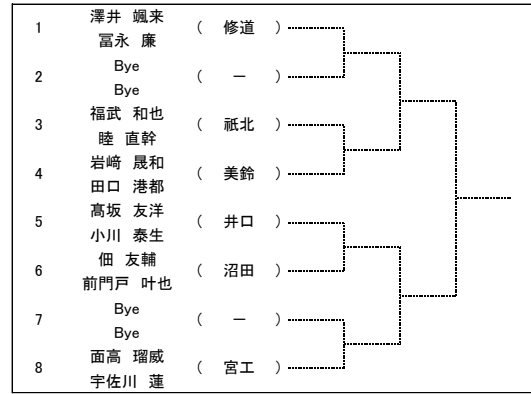 1 澤井 颯来 ( 修道 )
冨永 廉
2 Bye ( ー )
Bye
3 福武 和也 ( 祇北 )
睦 直幹
4 岩﨑 晟和 ( 美鈴 )
田口 港都
5 髙坂 友洋 ( 井口 )
小川 泰生
6 佃 友輔 ( 沼田 )
前門戸 叶也
7 Bye ( ー )
Bye
8 面高 瑠威 ( 宮工 )
宇佐川 蓮